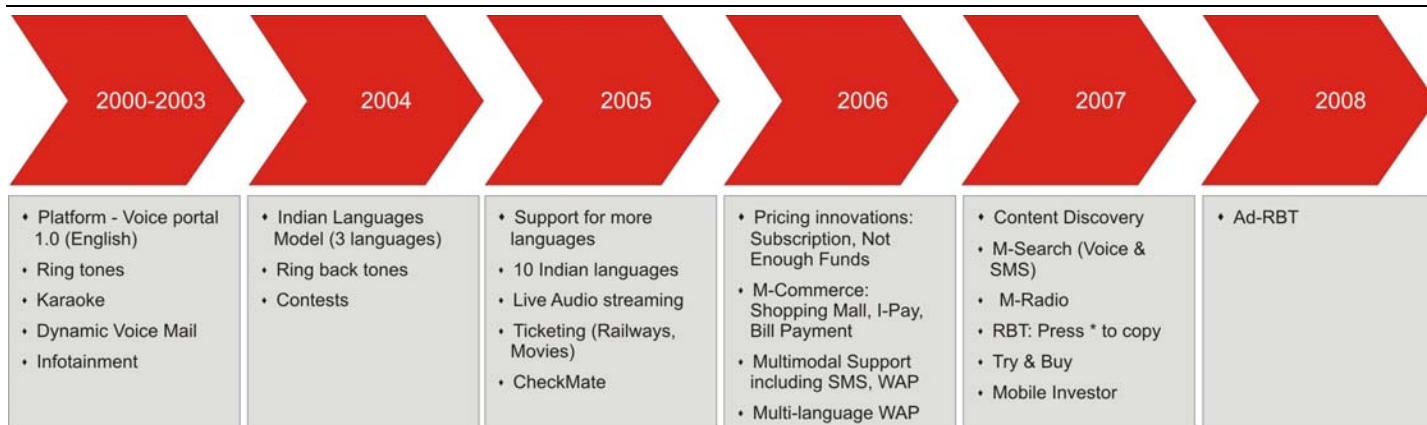 2000-2003
2004
2005
2006
2007
2008
♦ Platform - Voice portal
1.0 (English)
♦ Ring tones
♦ Karaoke
♦ Dynamic Voice Mail
♦ Infotainment
♦ Indian Languages
Model (3 languages)
♦ Ring back tones
♦ Contests
♦ Support for more
languages
♦ 10 Indian languages
♦ Live Audio streaming
♦ Ticketing (Railways,
Movies)
♦ CheckMate
♦ Pricing innovations:
Subscription, Not
Enough Funds
♦ M-Commerce:
Shopping Mall, I-Pay,
Bill Payment
♦ Multimodal Support
including SMS, WAP
♦ Multi-language WAP
♦ Content Discovery
♦ M-Search (Voice &
SMS)
♦ M-Radio
♦ RBT: Press * to copy
♦ Try & Buy
♦ Mobile Investor
♦ Ad-RBT